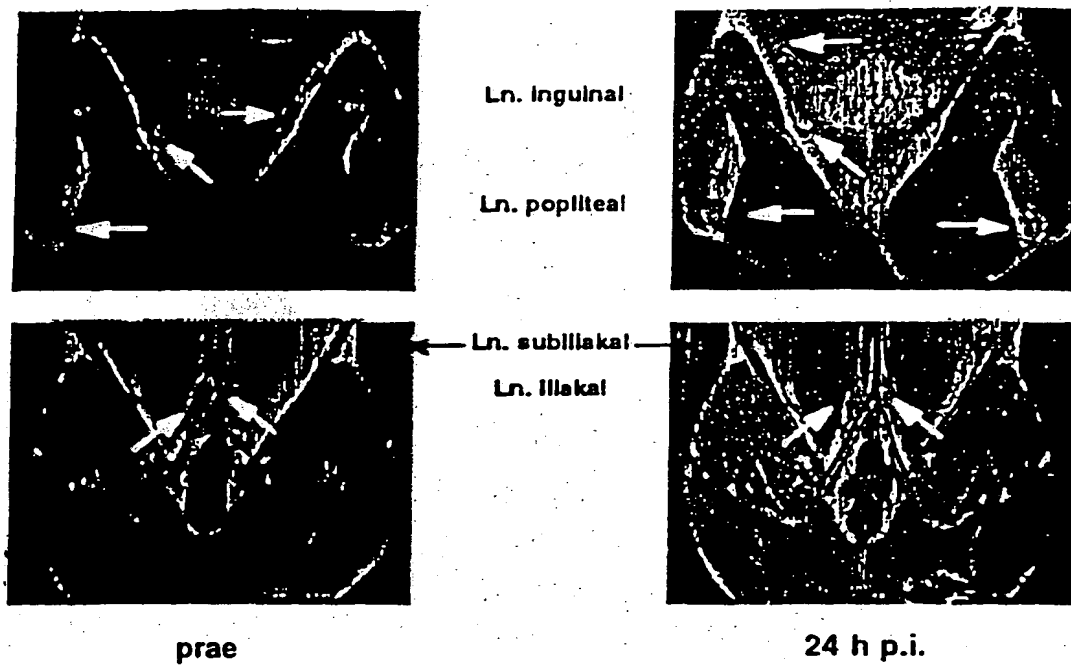 Ln. inguinal
Ln. popliteal
Ln. subiliakal
Ln. iliakal
prae
24 h p.i.